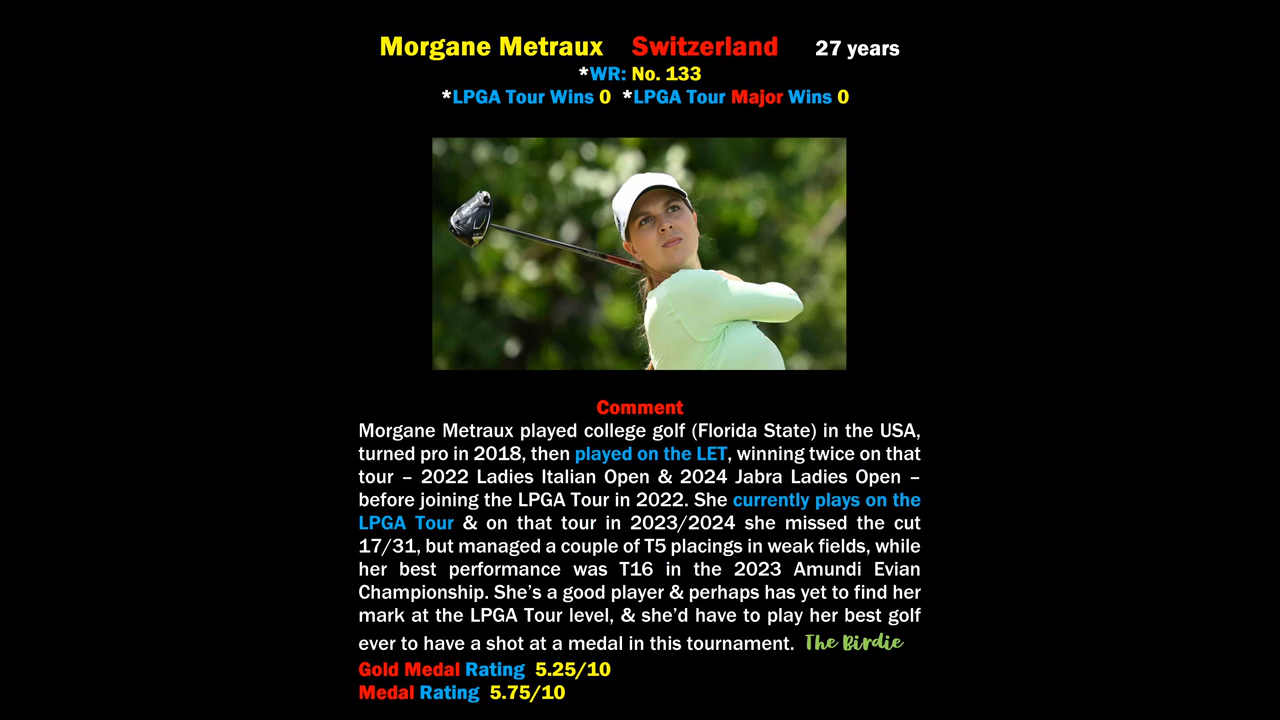 Morgane Metraux Switzerland 27 years
*WR: No. 133
*LPGA Tour Wins 0 *LPGA Tour Major Wins 0
Comment
Morgane Metraux played college golf (Florida State) in the USA,
turned pro in 2018, then played on the LET, winning twice on that
tour – 2022 Ladies Italian Open & 2024 Jabra Ladies Open –
before joining the LPGA Tour in 2022. She currently plays on the
LPGA Tour & on that tour in 2023/2024 she missed the cut
17/31, but managed a couple of T5 placings in weak fields, while
her best performance was T16 in the 2023 Amundi Evian
Championship. She's a good player & perhaps has yet to find her
mark at the LPGA Tour level, & she'd have to play her best golf
ever to have a shot at a medal in this tournament. The Birdie
Gold Medal Rating 5.25/10
Medal Rating 5.75/10